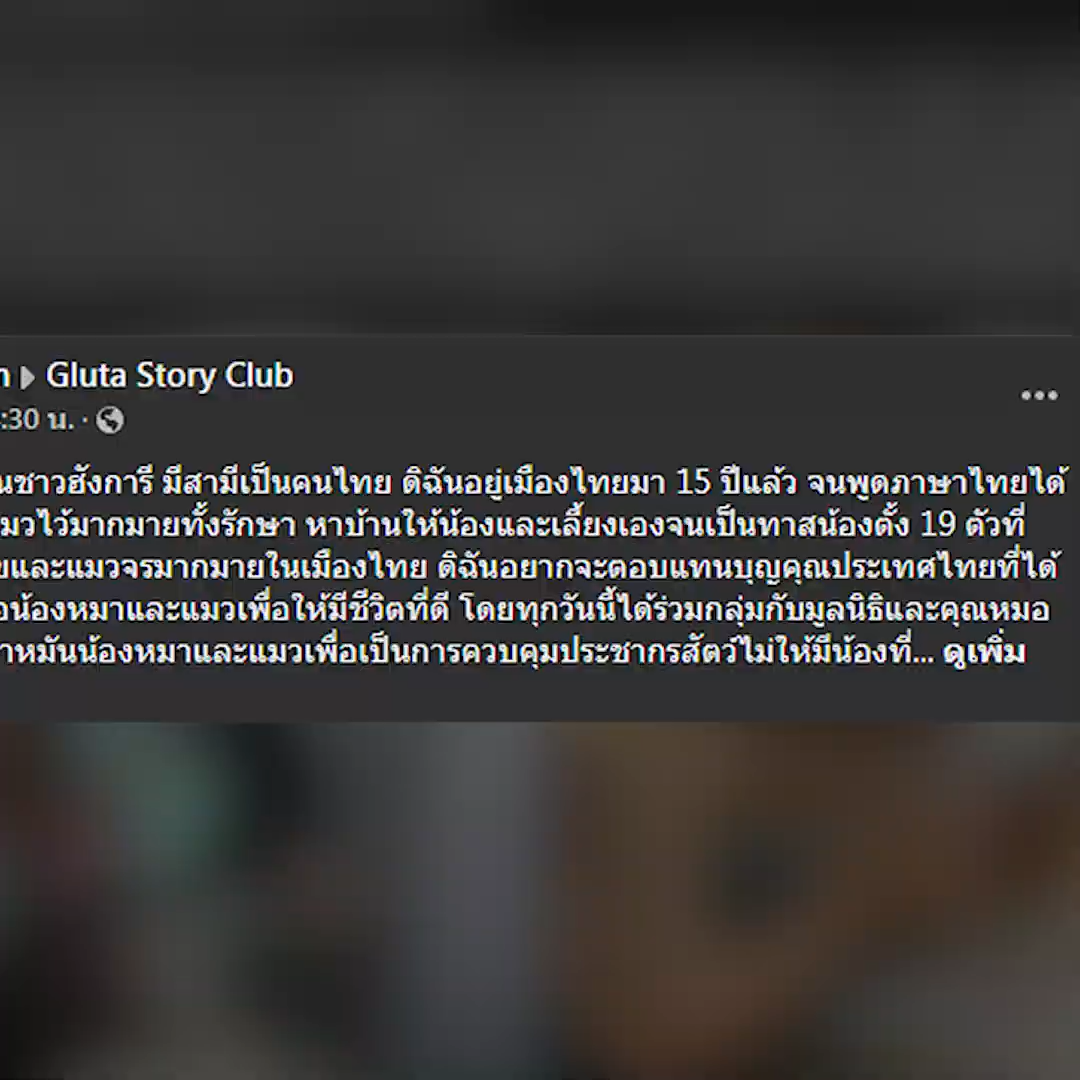 Gluta Story Club
:30 น.
ชาวฮังการี มีสามีเป็นคนไทย ดิฉันอยู่เมืองไทยมา 15 ปีแล้ว จนพูดภาษาไทยได้
มวไว้มากมายทั้งรักษา หาบ้านให้น้องและเลี้ยงเองจนเป็นทาสน้องตั้ง 19 ตัวที่
และแมวจรมากมายในเมืองไทย ดิฉันอยากจะตอบแทนบุญคุณประเทศไทยที่ได้
น้องหมาและแมวเพื่อให้มีชีวิตที่ดี โดยทุกวันนี้ได้ร่วมกลุ่มกับมูลนิธิและคุณหมอ
าหมันน้องหมาและแมวเพื่อเป็นการควบคุมประชากรสัตว์ไม่ให้มีน้องที่... ดูเพิ่ม